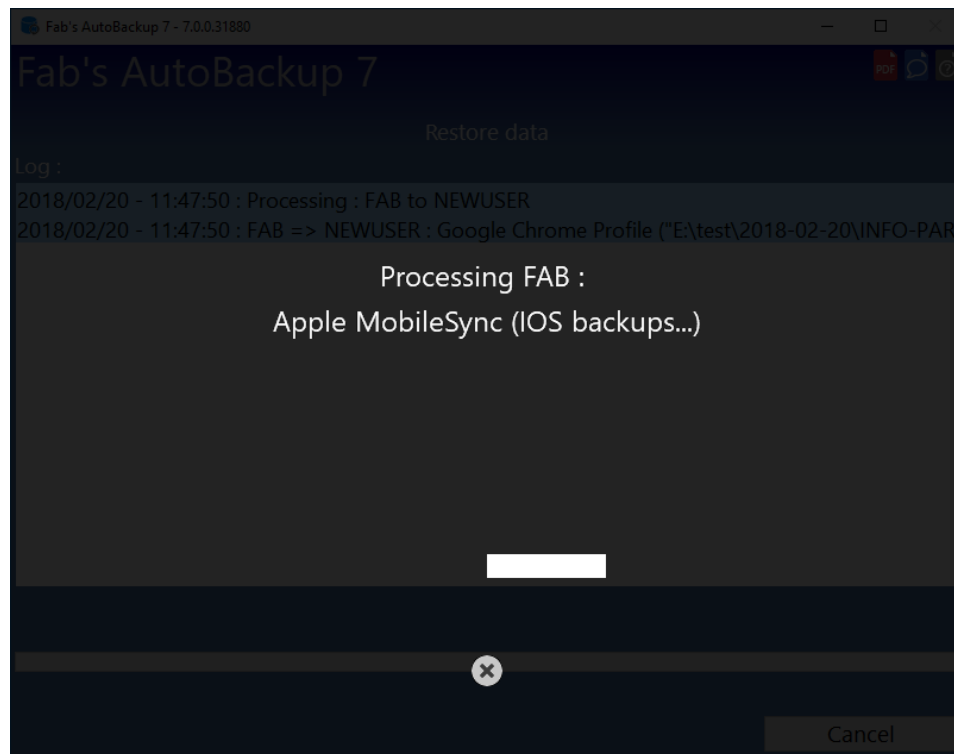 Fab's AutoBackup 7 - 7.0.0.31880
Fab's AutoBackup 7
PDF
?
Restore data
Log :
2018/02/20 - 11:47:50 : Processing : FAB to NEWUSER
2018/02/20 - 11:47:50 : FAB => NEWUSER : Google Chrome Profile ("E:\test\2018-02-20\INFO-PAR
Processing FAB :
Apple MobileSync (IOS backups...)
Cancel